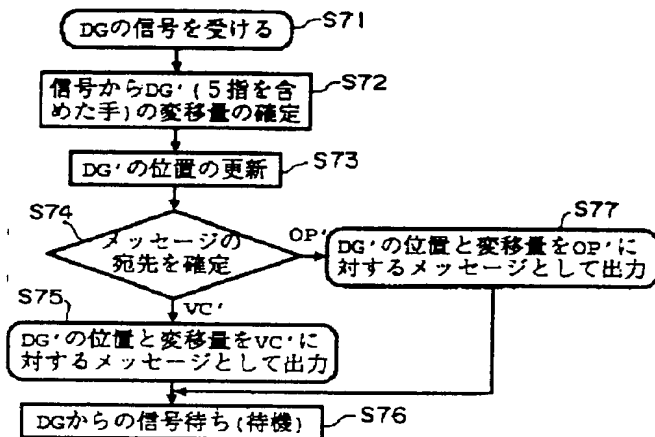 DGの信号を受ける
S71
信号からDG'(5指を含
めた手)の変移量の確定
S72
DG'の位置の更新
S73
S74
メッセージの
宛先を確定
OP'
VC'
S77
DG'の位置と変移量をOP'に
対するメッセージとして出力
S75
DG'の位置と変移量をVC'に
対するメッセージとして出力
DGからの信号待ち(待機)
S76